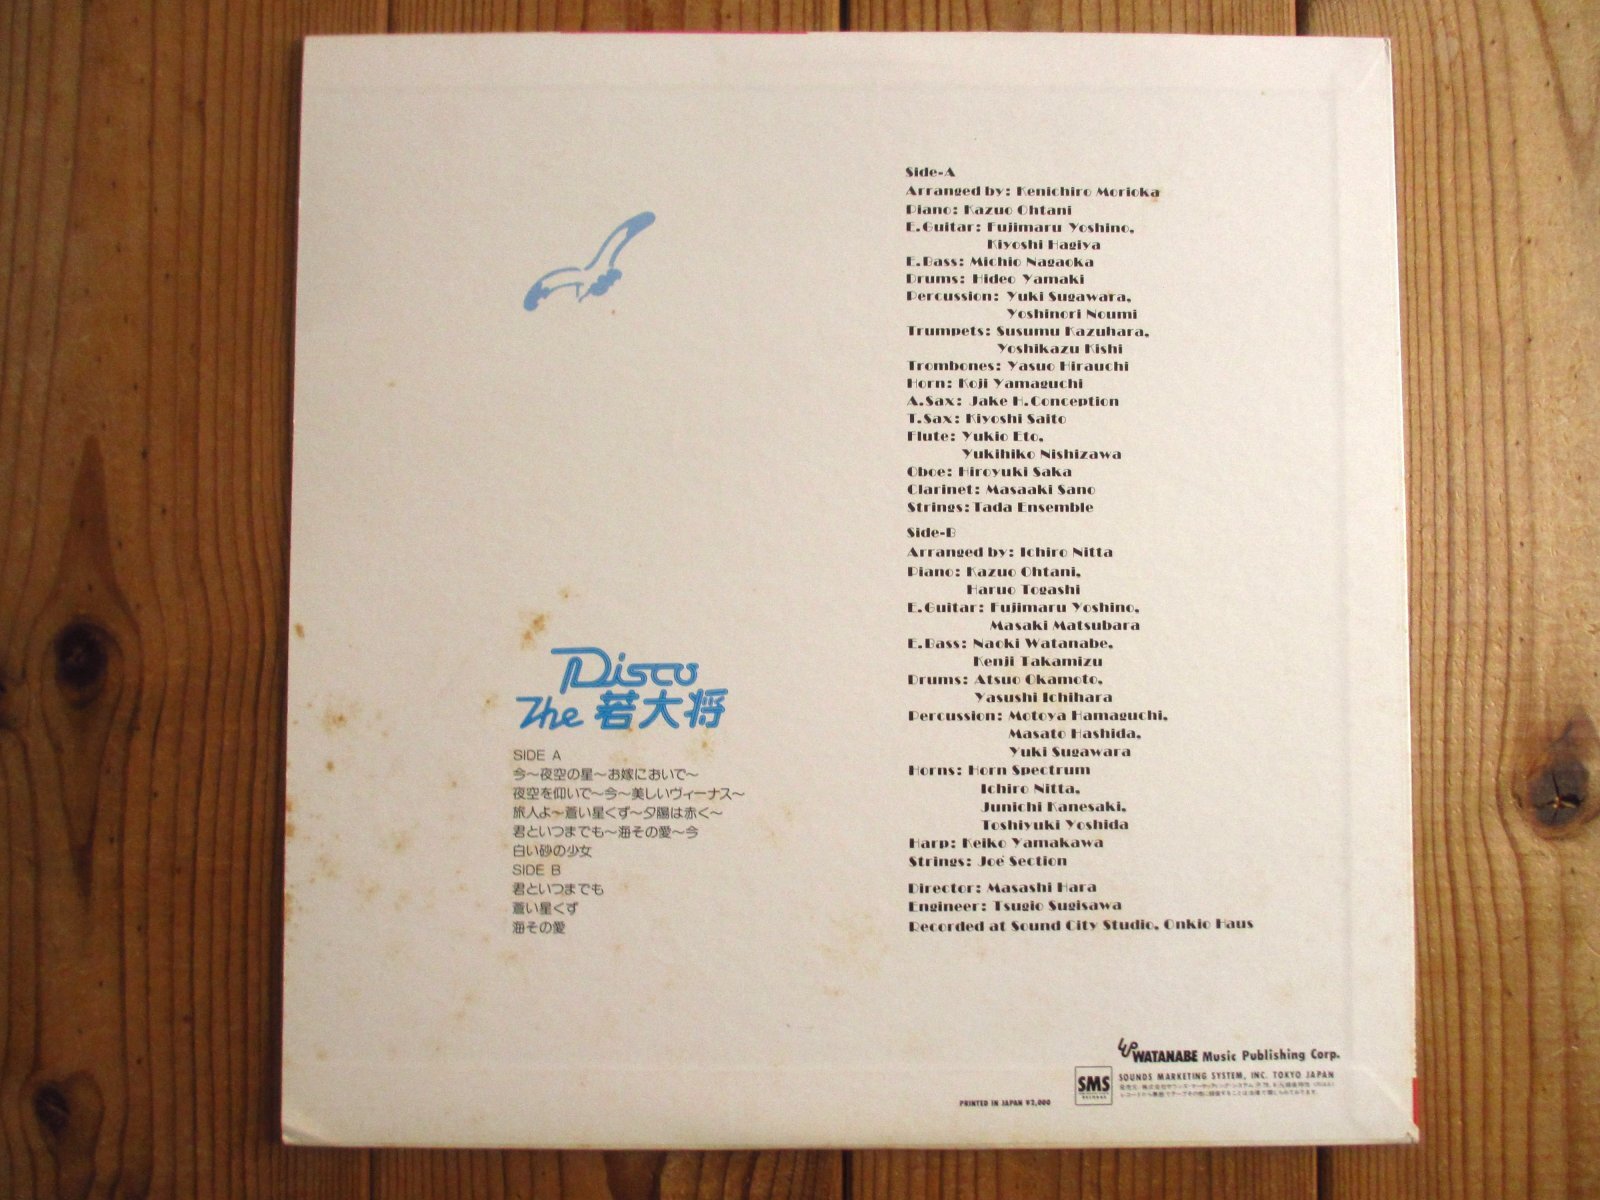 Disco
The 若大将
SIDE A
今〜夜空の星〜お嫁においで〜
夜空を仰いで〜今〜美しいヴィーナス〜
旅人よ〜蒼い星くず〜夕陽は赤く〜
君といつまでも〜海その愛〜今
白い砂の少女
SIDE B
君といつまでも
蒼い星くず
海その愛
Side-A
Arranged by: Kenichiro Morioka
Piano: Kazuo Ohtani
E.Guitar: Fujimaru Yoshino,
Kiyoshi Hagiya
E.Bass: Michio Nagaoka
Drums: Hideo Yamaki
Percussion: Yuki Sugawara,
Yoshinori Noumi
Trumpets: Susumu Kazuhara,
Yoshikazu Kishi
Trombones: Yasuo Hirauchi
Horn: Koji Yamaguchi
A.Sax: Jake H.Conception
T.Sax: Kiyoshi Saito
Flute: Yukio Eto,
Yukihiko Nishizawa
Oboe: Hiroyuki Saka
Clarinet: Masaaki Sano
Strings: Tada Ensemble
Side-B
Arranged by: Ichiro Nitta
Piano: Kazuo Ohtani,
Haruo Togashi
E.Guitar: Fujimaru Yoshino,
Masaki Matsubara
E.Bass: Naoki Watanabe,
Kenji Takamizu
Drums: Atsuo Okamoto,
Yasushi Ichihara
Percussion: Motoya Hamaguchi,
Masato Hashida,
Yuki Sugawara
Horns: Horn Spectrum
Ichiro Nitta,
Junichi Kanesaki,
Toshiyuki Yoshida
Harp: Keiko Yamakawa
Strings: Joe Section
Director: Masashi Hara
Engineer: Tsugio Sugisawa
Recorded at Sound City Studio, Onkio Haus
WATANABE Music Publishing Corp.
SMS
RECORDS
SOUNDS MARKETING SYSTEM, INC. TOKYO JAPAN
PRINTED IN JAPAN ¥2,000